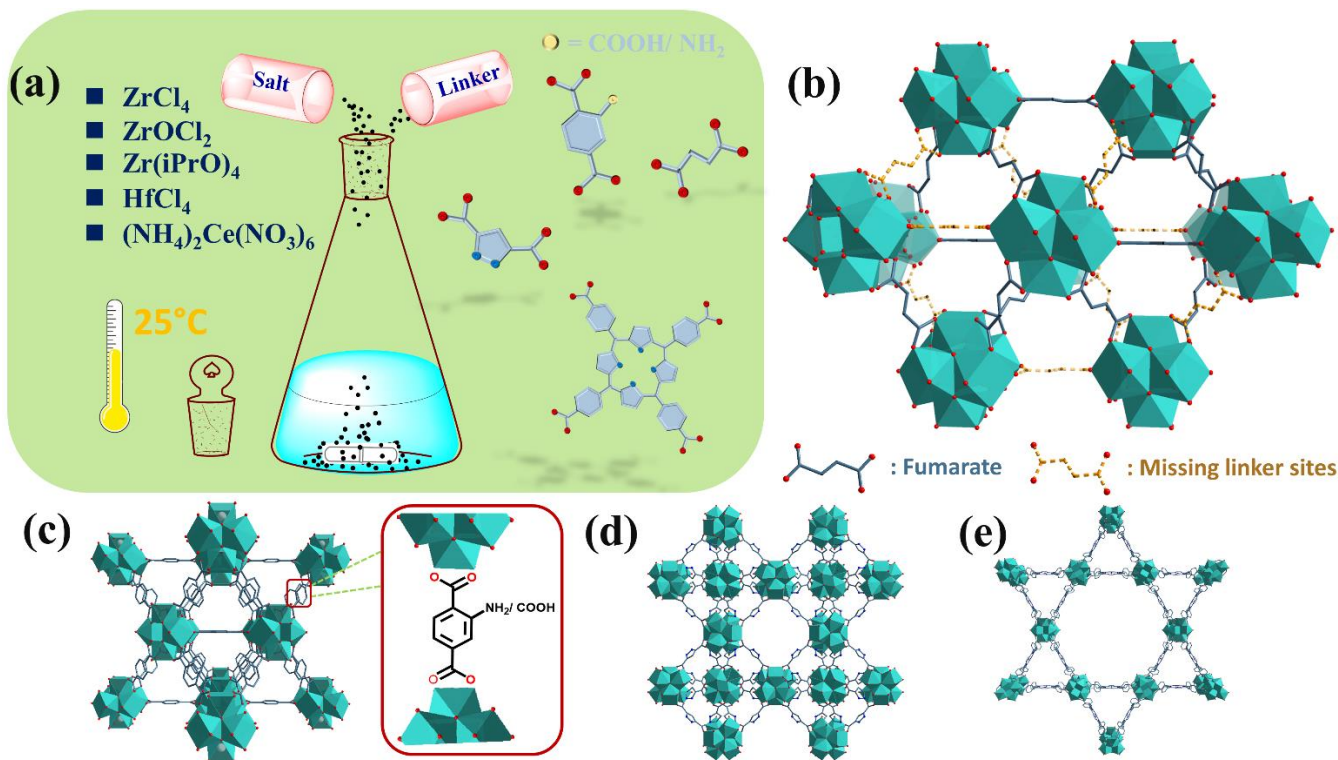 (a)
Salt
Linker
= COOH/ NH₂
■ ZrCl₄
■ ZrOCl₂
■ Zr(iPrO)₄
■ HfCl₄
■ (NH₄)₂Ce(NO₃)₆
25°C
(b)
: Fumarate
: Missing linker sites
(c)
O
O
NH₂/ COOH
O
O
(d)
(e)